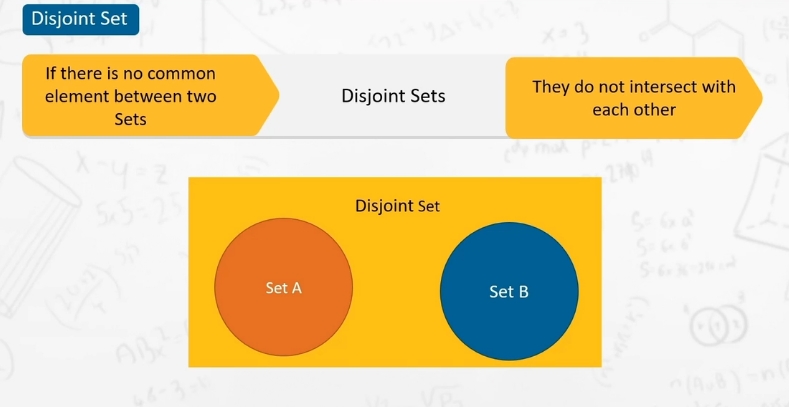 Disjoint Set
If there is no common
element between two
Sets
Disjoint Sets
They do not intersect with
each other
Disjoint Set
Set A
Set B